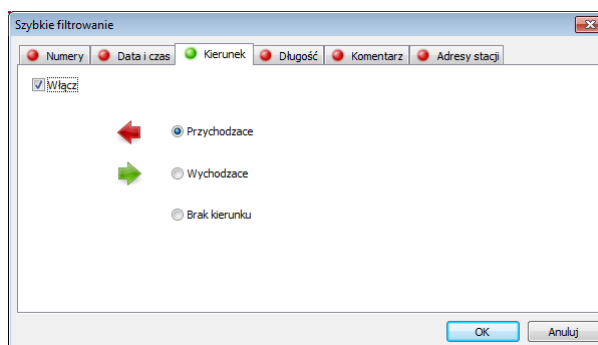 Szybkie filtrowanie
Numery Data i czas Kierunek Długość Komentarz Adresy stacji
Włącz
Przychodzace
Wychodzace
Brak kierunku
OK Anuluj